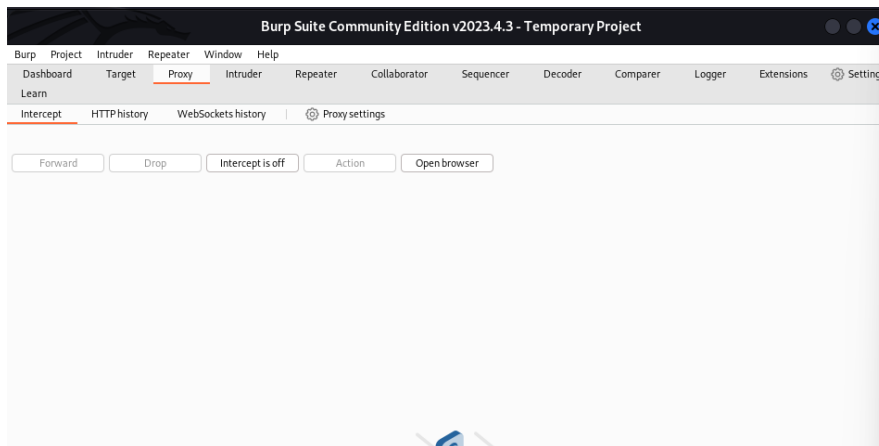 Burp Suite Community Edition v2023.4.3 - Temporary Project
Burp Project Intruder Repeater Window Help
Dashboard Target Proxy Intruder Repeater Collaborator Sequencer Decoder Comparer Logger Extensions Setting
Learn
Intercept HTTP history WebSockets history Proxy settings
Forward Drop Intercept is off Action Open browser